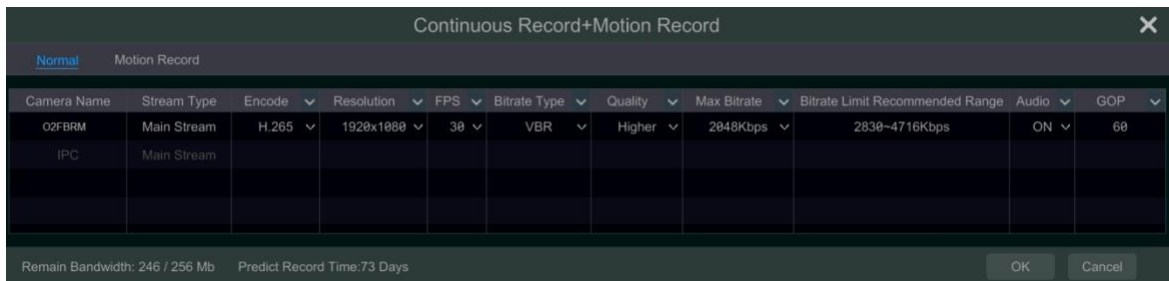 Continuous Record+Motion Record
Normal Motion Record
Camera Name Stream Type Encode Resolution FPS Bitrate Type Quality Max Bitrate Bitrate Limit Recommended Range Audio GOP
O2FBRM Main Stream H.265 1920x1080 30 VBR Higher 2048Kbps 2830~4716Kbps ON 60
IPC Main Stream
Remain Bandwidth: 246 / 256 Mb Predict Record Time:73 Days OK Cancel